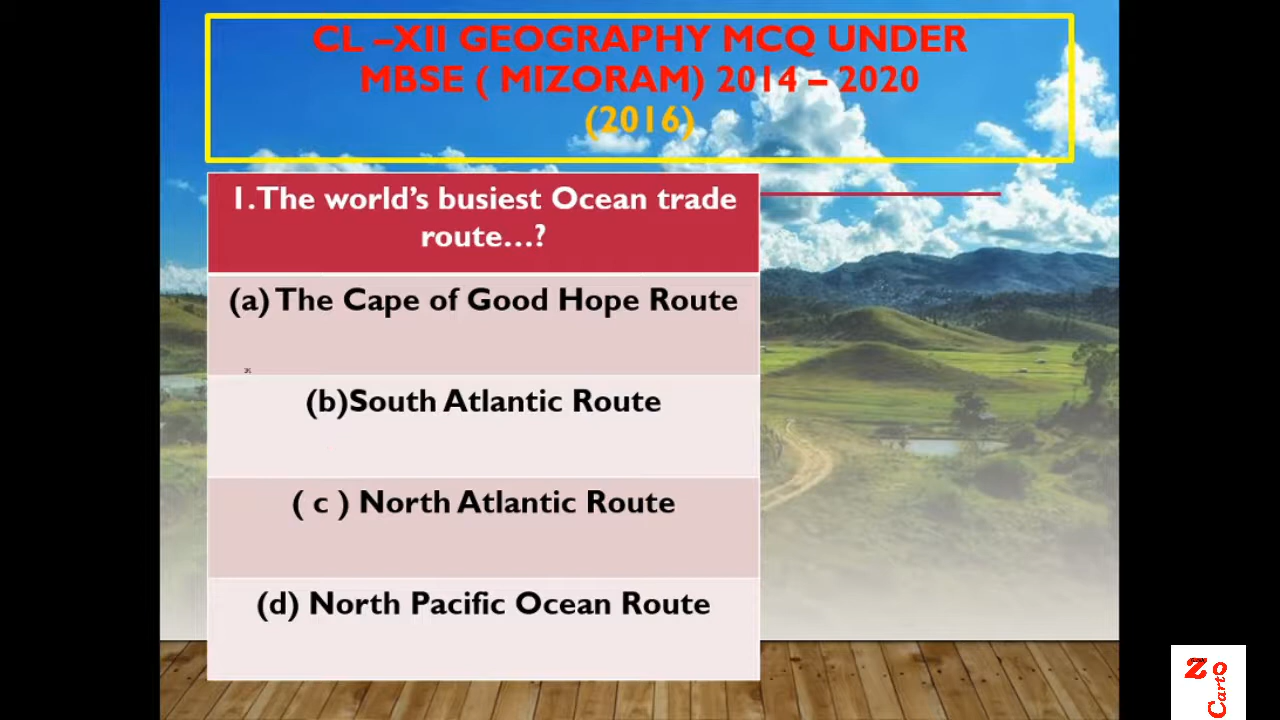 CL –XII GEOGRAPHY MCQ UNDER
MBSE ( MIZORAM) 2014 – 2020
(2016)
1.The world's busiest Ocean trade
route…?
(a) The Cape of Good Hope Route
(b)South Atlantic Route
( c ) North Atlantic Route
(d) North Pacific Ocean Route
Zo
Carto